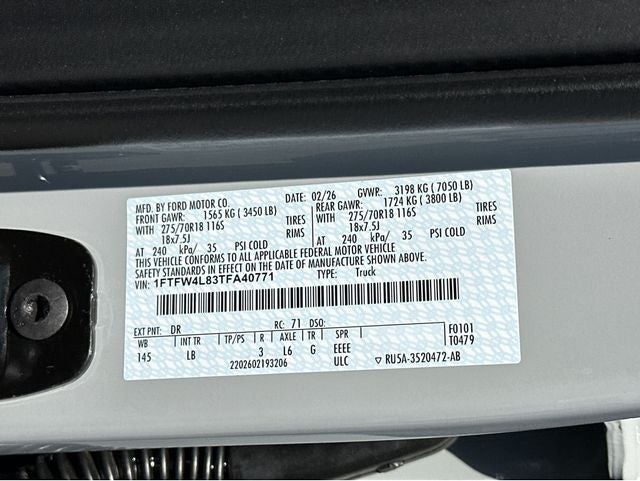 MFD. BY FORD MOTOR CO. DATE: 02/26 GVWR: 3198 KG ( 7050 LB)
FRONT GAWR: 1565 KG (3450 LB) REAR GAWR: 1724 KG ( 3800 LB)
WITH 275/70R18 116S TIRES WITH 275/70R18 116S TIRES
18x7.5J RIMS 18x7.5J RIMS
AT 240 kPa/ 35 PSI COLD AT 240 kPa/ 35 PSI COLD
THIS VEHICLE CONFORMS TO ALL APPLICABLE FEDERAL MOTOR VEHICLE
SAFETY STANDARDS IN EFFECT ON THE DATE OF MANUFACTURE SHOWN ABOVE.
VIN: 1FTFW4L83TFA40771 TYPE: Truck
EXT PNT: DR RC: 71 DSO: F0101
WB INT TR TP/PS R AXLE TR SPR T0479
145 LB 3 L6 G EEEE
2202602193206 ULC RU5A-3520472-AB